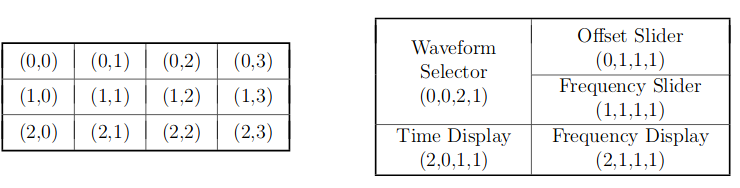 (0,0) (0,1) (0,2) (0,3)
(1,0) (1,1) (1,2) (1,3)
(2,0) (2,1) (2,2) (2,3)
Waveform
Selector
(0,0,2,1)
Offset Slider
(0,1,1,1)
Frequency Slider
(1,1,1,1)
Time Display
(2,0,1,1)
Frequency Display
(2,1,1,1)